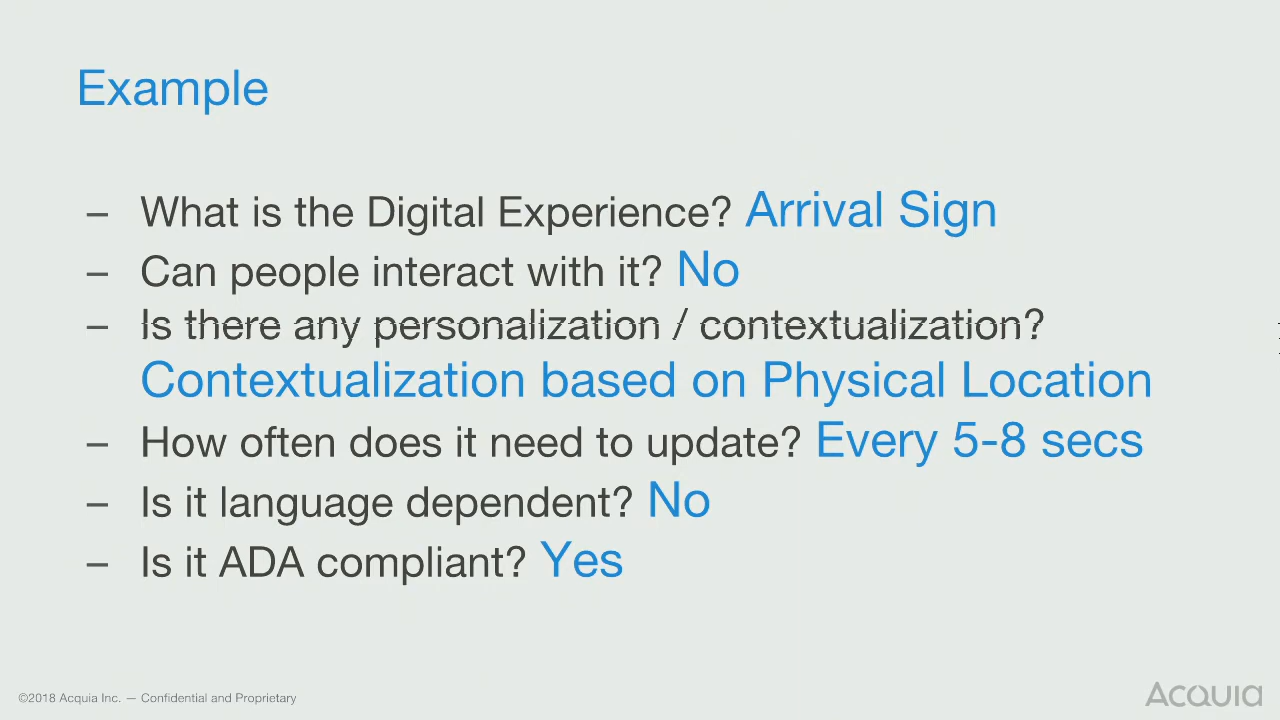 Example
– What is the Digital Experience? Arrival Sign
– Can people interact with it? No
– Is there any personalization / contextualization?
Contextualization based on Physical Location
– How often does it need to update? Every 5-8 secs
– Is it language dependent? No
– Is it ADA compliant? Yes
©2018 Acquia Inc. — Confidential and Proprietary
Acquia